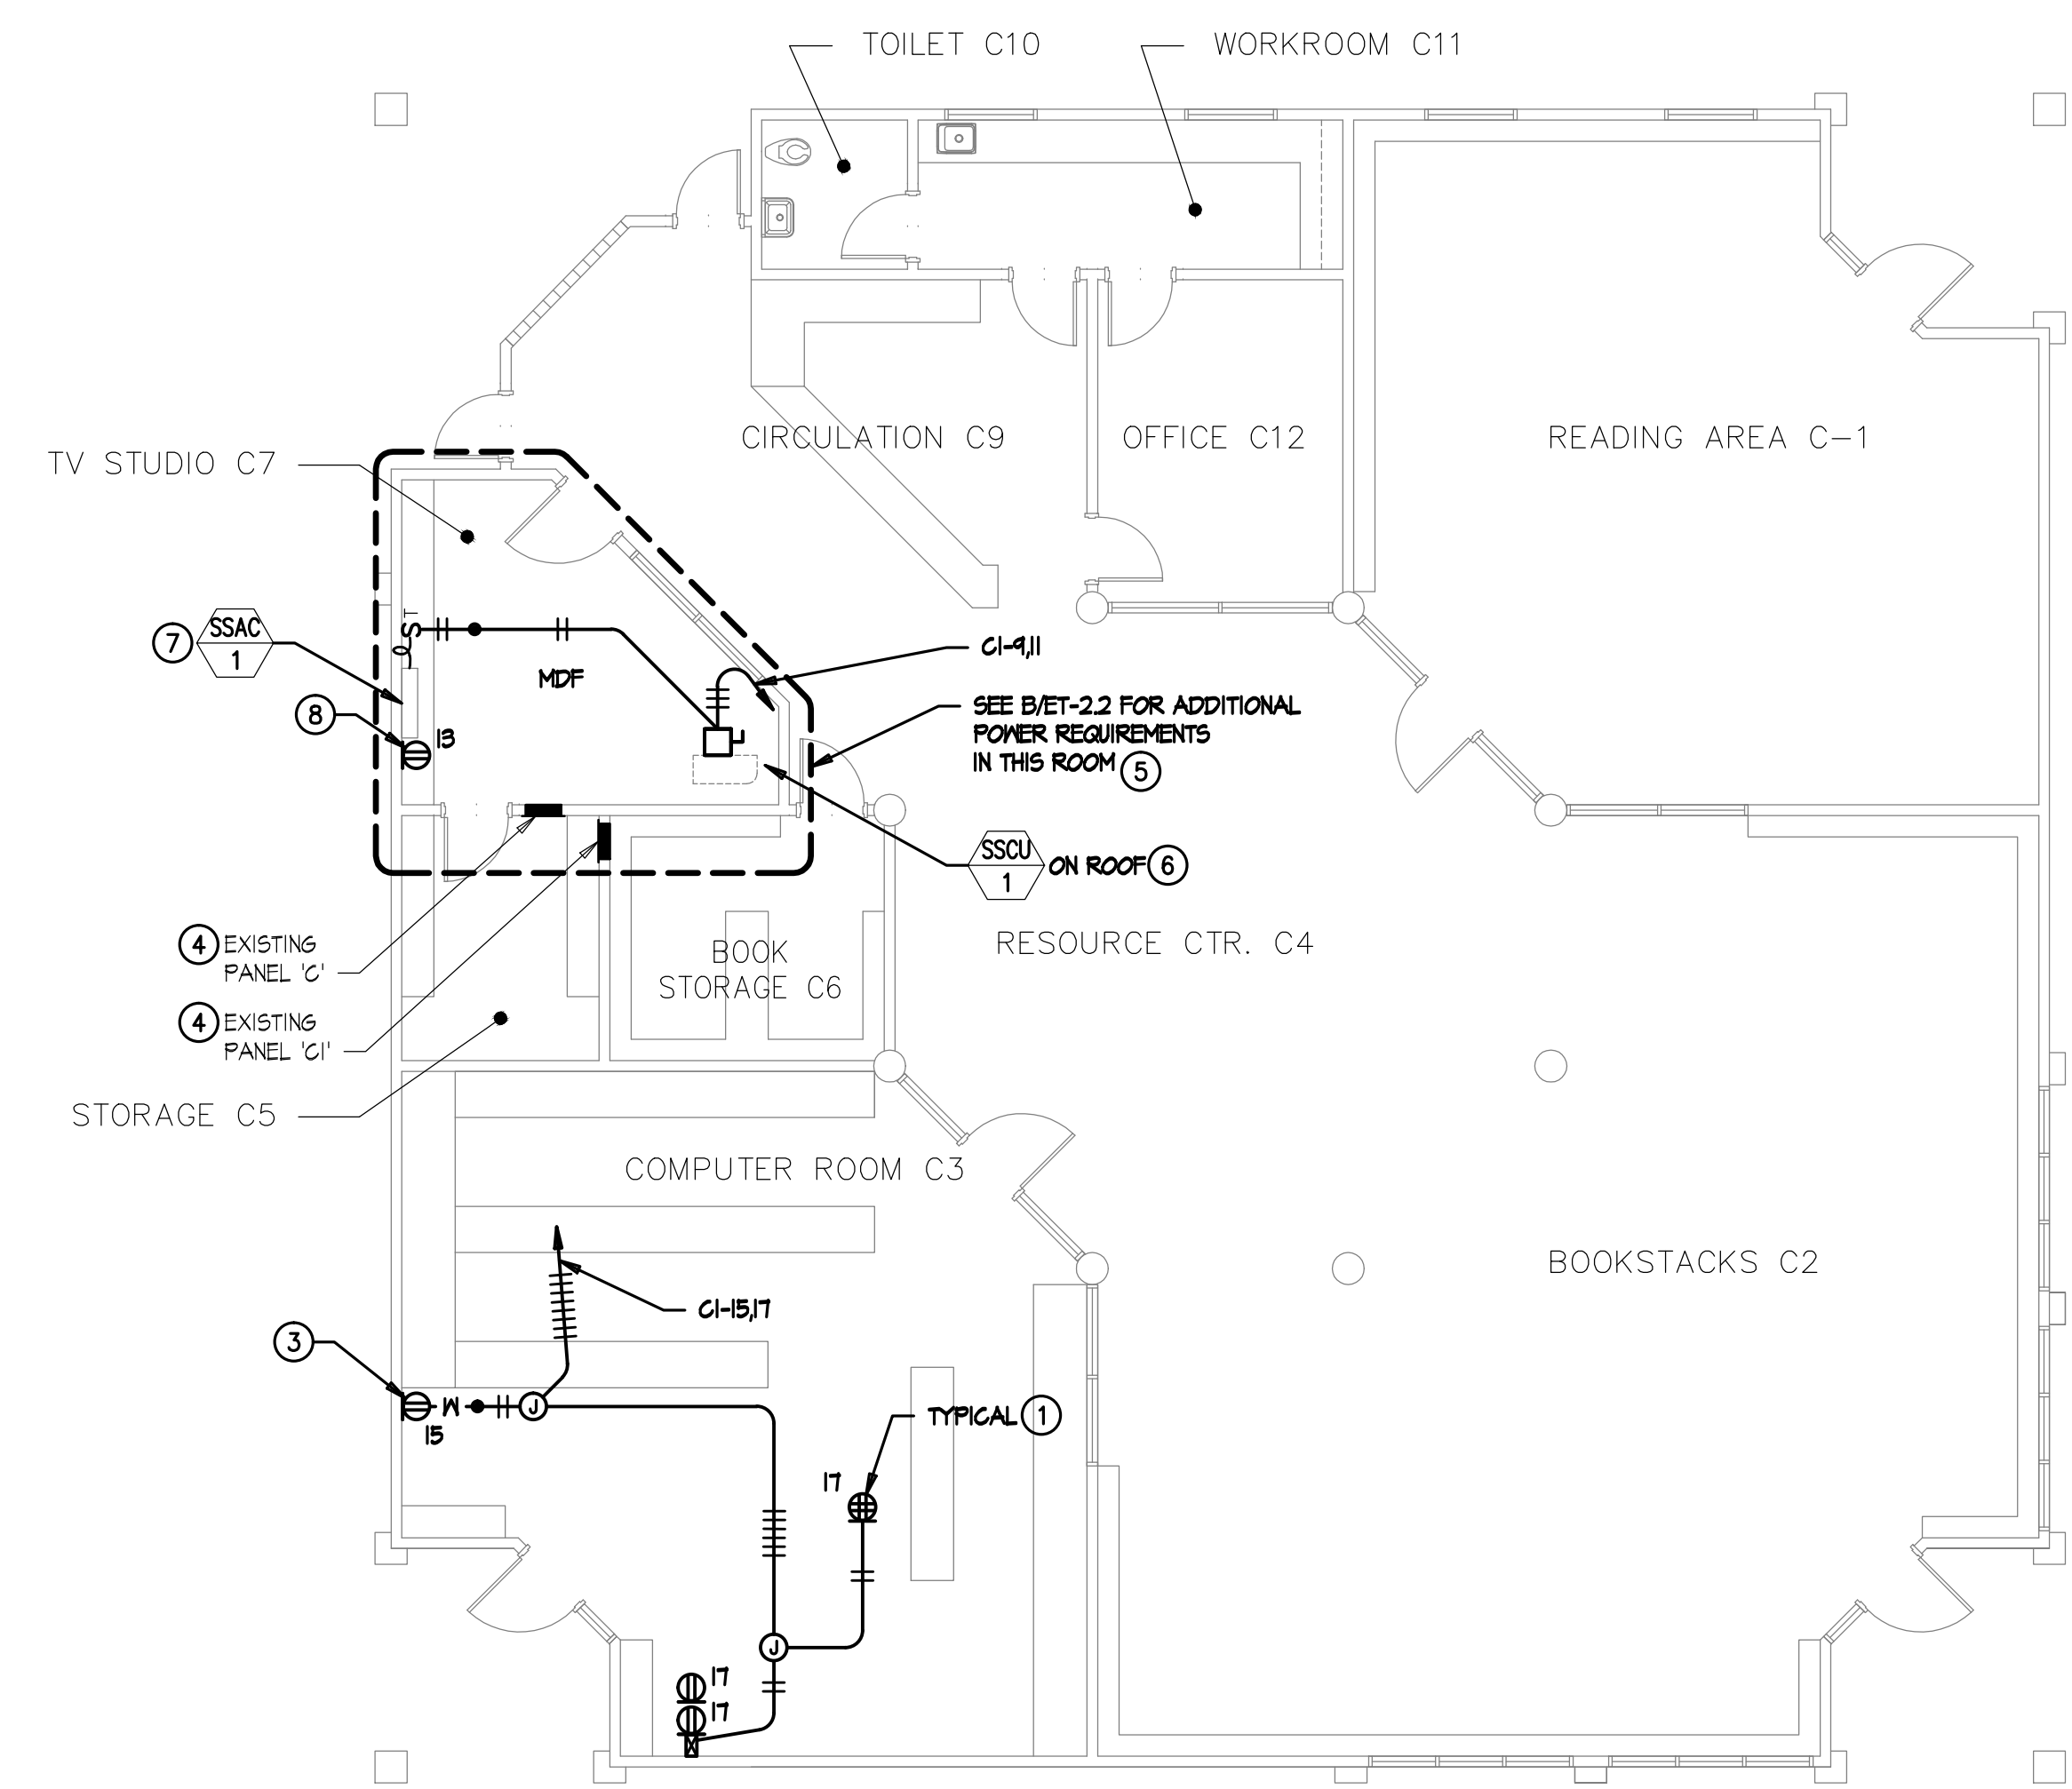 TOILET C10
WORKROOM C11
CIRCULATION C9
OFFICE C12
READING AREA C-1
TV STUDIO C7
ST
7
SSAC
1
MDF
C1-9,11
8
13
SEE B/ET-2.2 FOR ADDITIONAL
POWER REQUIREMENTS
IN THIS ROOM 5
J
SSCU
1
ON ROOF 6
4 EXISTING
PANEL 'C'
BOOK
STORAGE C6
RESOURCE CTR. C4
4 EXISTING
PANEL 'C1'
STORAGE C5
COMPUTER ROOM C3
BOOKSTACKS C2
C1-15,17
3
W
J
15
TYPICAL 1
17
J
17
17